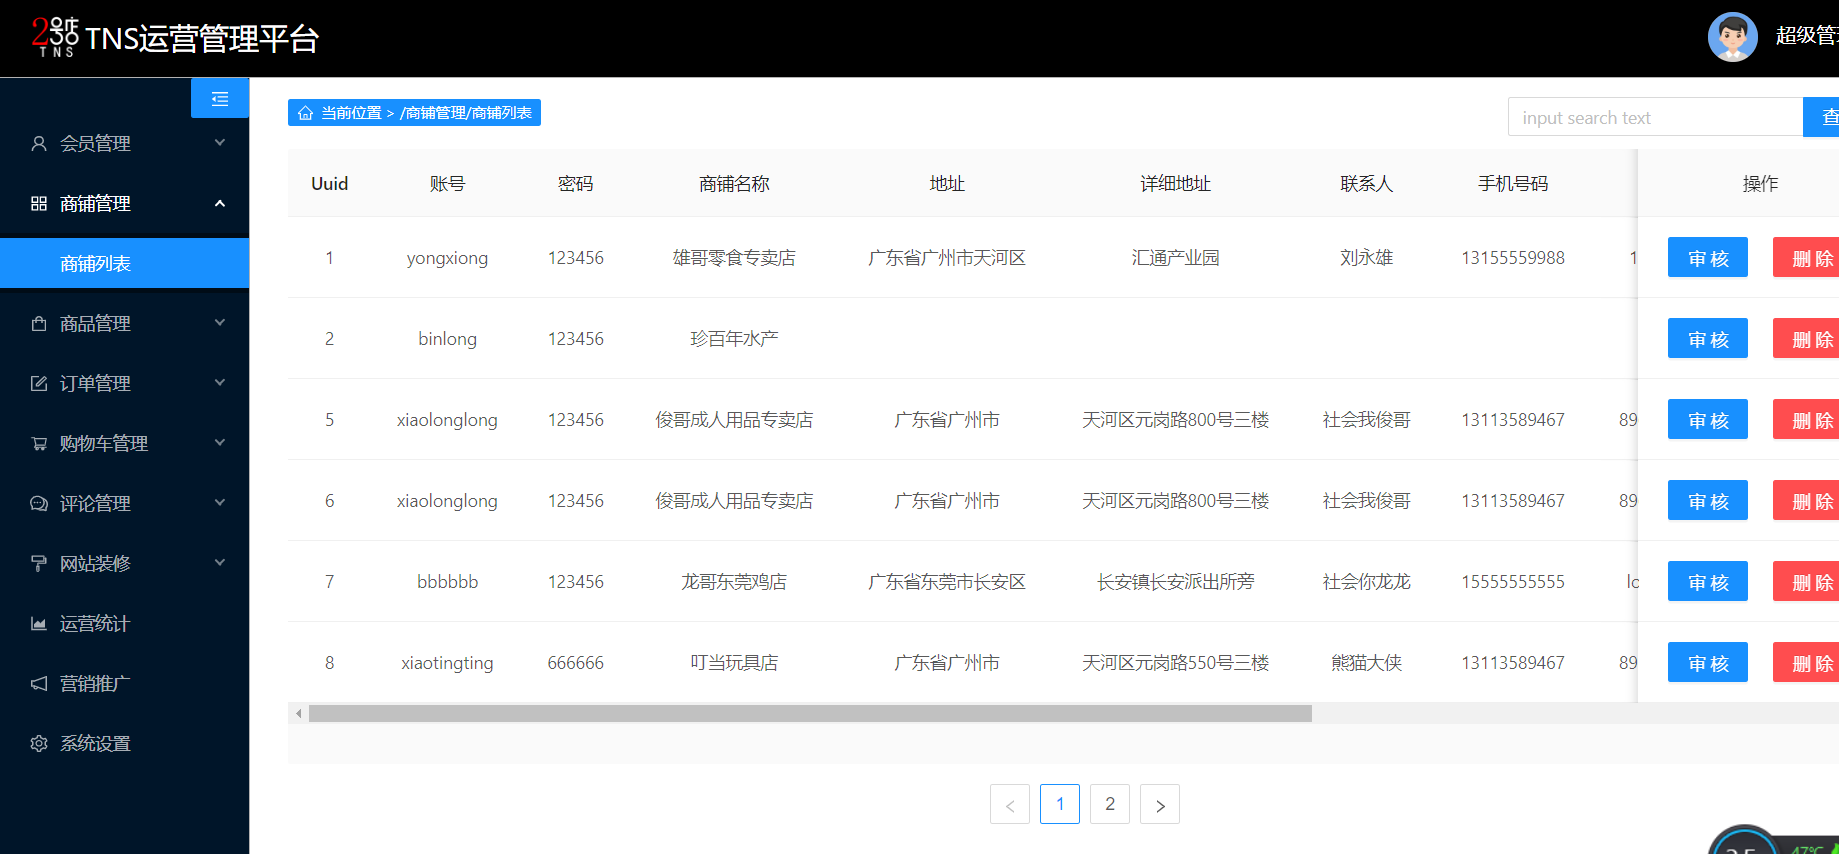 TNS
TNS运营管理平台
超级管
当前位置 > /商铺管理/商铺列表
input search text
查
会员管理
商铺管理
商铺列表
商品管理
订单管理
购物车管理
评论管理
网站装修
运营统计
营销推广
系统设置
Uuid 账号 密码 商铺名称 地址 详细地址 联系人 手机号码 操作
1 yongxiong 123456 雄哥零食专卖店 广东省广州市天河区 汇通产业园 刘永雄 13155559988 1 审核 删除
2 binlong 123456 珍百年水产 审核 删除
5 xiaolonglong 123456 俊哥成人用品专卖店 广东省广州市 天河区元岗路800号三楼 社会我俊哥 13113589467 89 审核 删除
6 xiaolonglong 123456 俊哥成人用品专卖店 广东省广州市 天河区元岗路800号三楼 社会我俊哥 13113589467 89 审核 删除
7 bbbbbb 123456 龙哥东莞鸡店 广东省东莞市长安区 长安镇长安派出所旁 社会你龙龙 15555555555 lo 审核 删除
8 xiaotingting 666666 叮当玩具店 广东省广州市 天河区元岗路550号三楼 熊猫大侠 13113589467 89 审核 删除
< 1 2 >
47℃